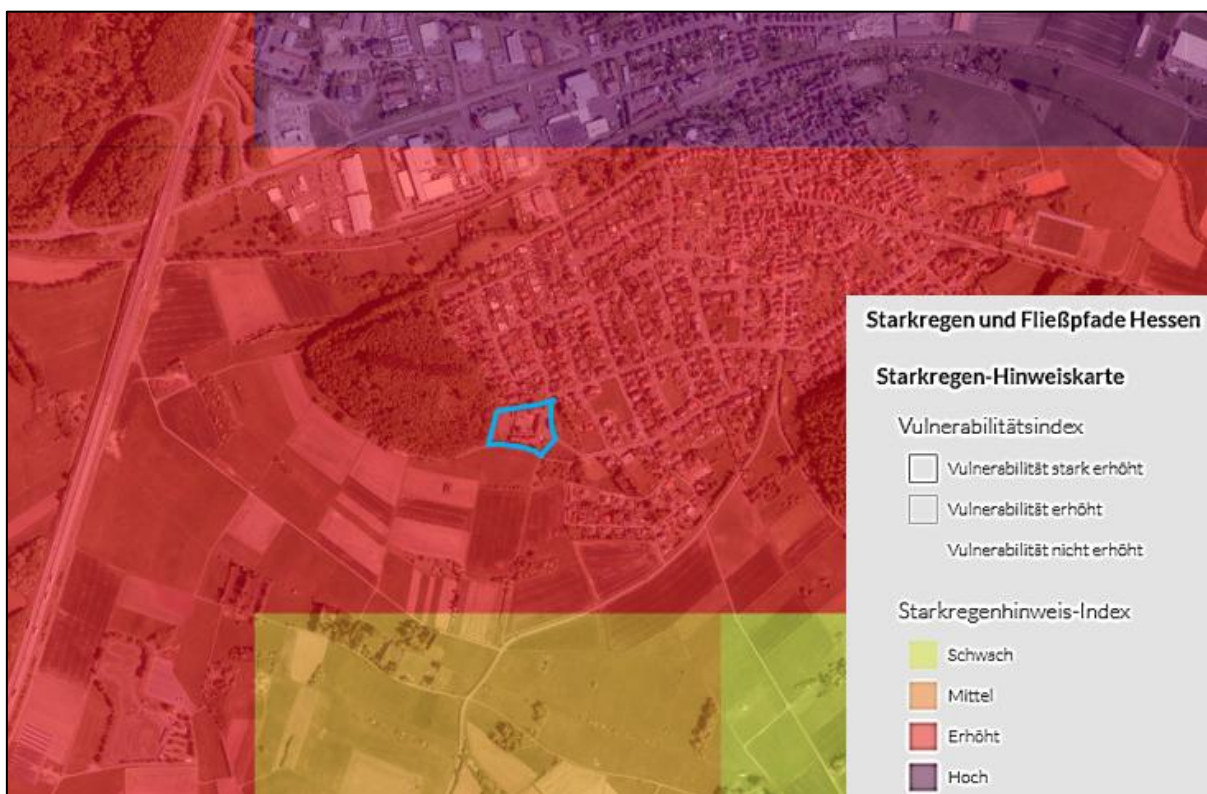 Starkregen und Fließpfade Hessen
Starkregen-Hinweiskarte
Vulnerabilitätsindex
Vulnerabilität stark erhöht
Vulnerabilität erhöht
Vulnerabilität nicht erhöht
Starkregenhinweis-Index
Schwach
Mittel
Erhöht
Hoch